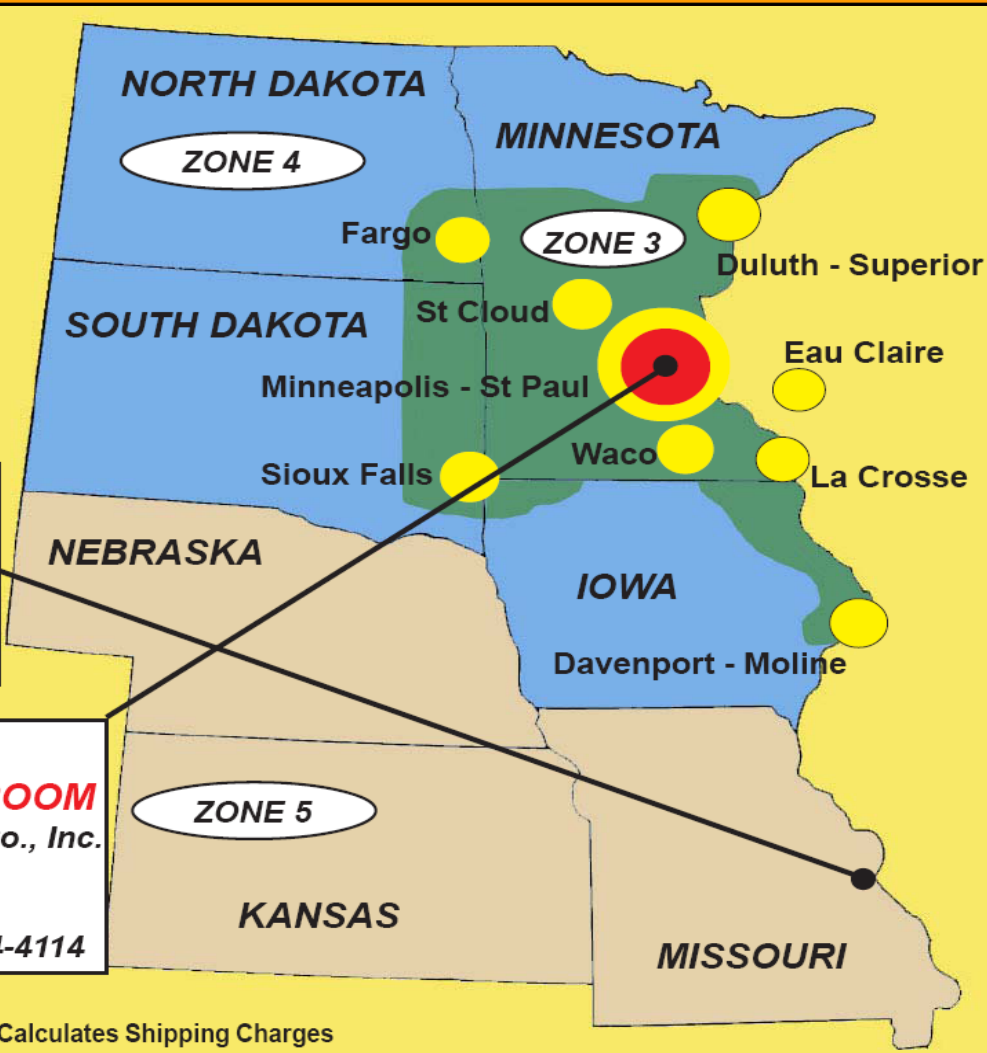 NORTH DAKOTA
MINNESOTA
ZONE 4
Fargo
ZONE 3
Duluth - Superior
St Cloud
SOUTH DAKOTA
Eau Claire
Minneapolis - St Paul
Waco
Sioux Falls
La Crosse
NEBRASKA
IOWA
Davenport - Moline
OOM
o., Inc.
ZONE 5
KANSAS
-4114
MISSOURI
Calculates Shipping Charges